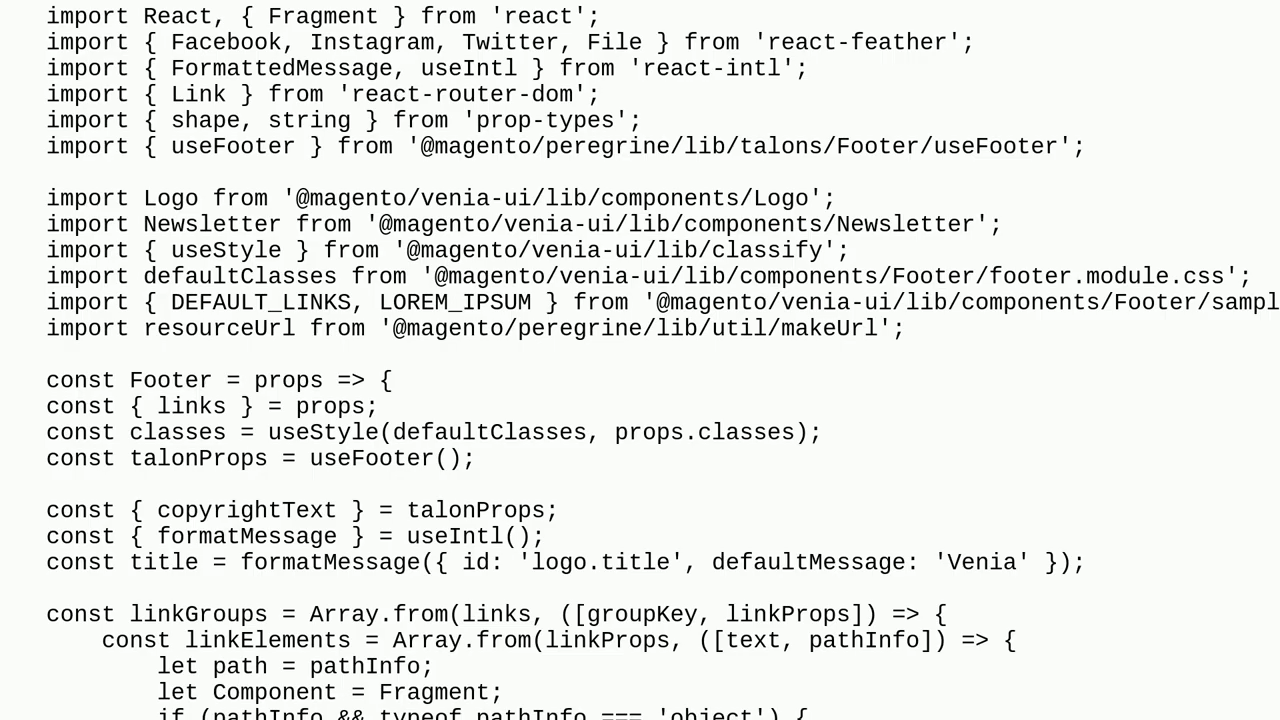 import React, { Fragment } from 'react';
import { Facebook, Instagram, Twitter, File } from 'react-feather';
import { FormattedMessage, useIntl } from 'react-intl';
import { Link } from 'react-router-dom';
import { shape, string } from 'prop-types';
import { useFooter } from '@magento/peregrine/lib/talons/Footer/useFooter';

import Logo from '@magento/venia-ui/lib/components/Logo';
import Newsletter from '@magento/venia-ui/lib/components/Newsletter';
import { useStyle } from '@magento/venia-ui/lib/classify';
import defaultClasses from '@magento/venia-ui/lib/components/Footer/footer.module.css';
import { DEFAULT_LINKS, LOREM_IPSUM } from '@magento/venia-ui/lib/components/Footer/sampl
import resourceUrl from '@magento/peregrine/lib/util/makeUrl';

const Footer = props => {
const { links } = props;
const classes = useStyle(defaultClasses, props.classes);
const talonProps = useFooter();

const { copyrightText } = talonProps;
const { formatMessage } = useIntl();
const title = formatMessage({ id: 'logo.title', defaultMessage: 'Venia' });

const linkGroups = Array.from(links, ([groupKey, linkProps]) => {
    const linkElements = Array.from(linkProps, ([text, pathInfo]) => {
        let path = pathInfo;
        let Component = Fragment;
        if (pathInfo && typeof pathInfo === 'object') {